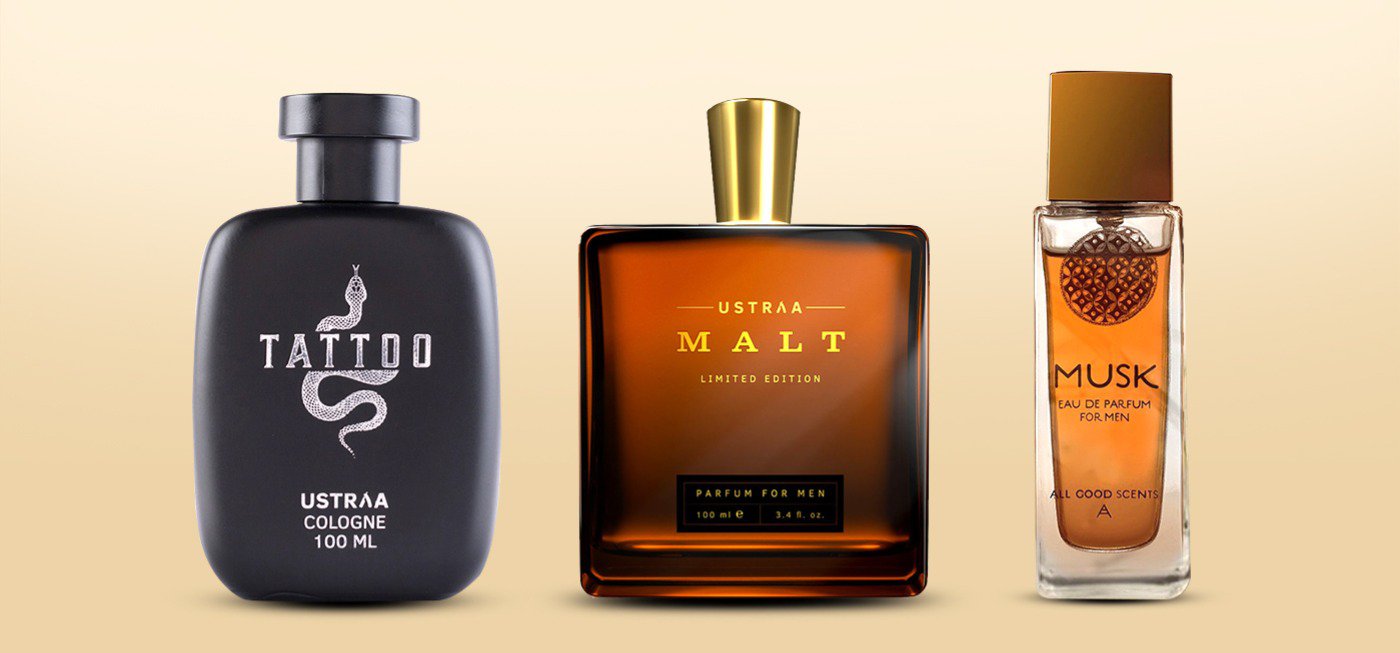 TATTOO
USTRAA
COLOGNE
100 ML
USTRAA
MALT
LIMITED EDITION
PARFUM FOR MEN
100 ml e 3.4 fl. oz.
MUSK
EAU DE PARFUM
FOR MEN
ALL GOOD SCENTS
A